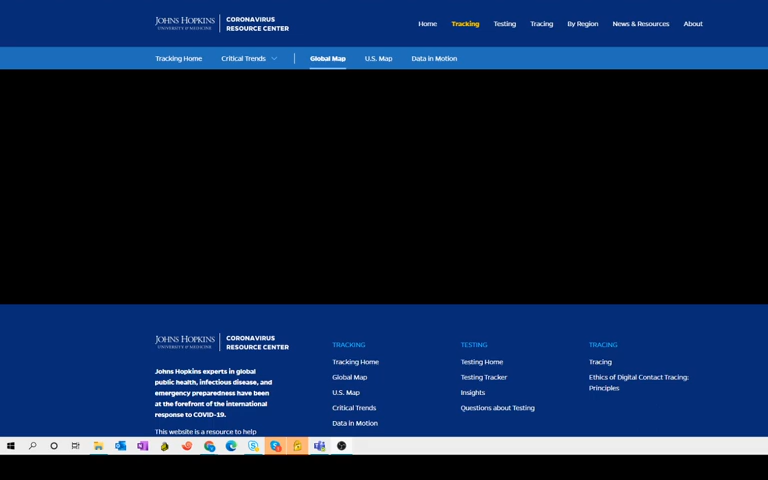 JOHNS HOPKINS
UNIVERSITY & MEDICINE
CORONAVIRUS
RESOURCE CENTER
Home Tracking Testing Tracing By Region News & Resources About
Tracking Home Critical Trends Global Map U.S. Map Data in Motion
JOHNS HOPKINS
UNIVERSITY & MEDICINE
CORONAVIRUS
RESOURCE CENTER
Johns Hopkins experts in global
public health, infectious disease, and
emergency preparedness have been
at the forefront of the international
response to COVID-19.
This website is a resource to help
TRACKING
Tracking Home
Global Map
U.S. Map
Critical Trends
Data in Motion
TESTING
Testing Home
Testing Tracker
Insights
Questions about Testing
TRACING
Tracing
Ethics of Digital Contact Tracing:
Principles